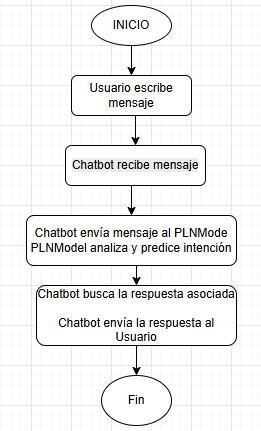 INICIO
Usuario escribe
mensaje
Chatbot recibe mensaje
Chatbot envía mensaje al PLNMode
PLNModel analiza y predice intención
Chatbot busca la respuesta asociada
Chatbot envía la respuesta al
Usuario
Fin